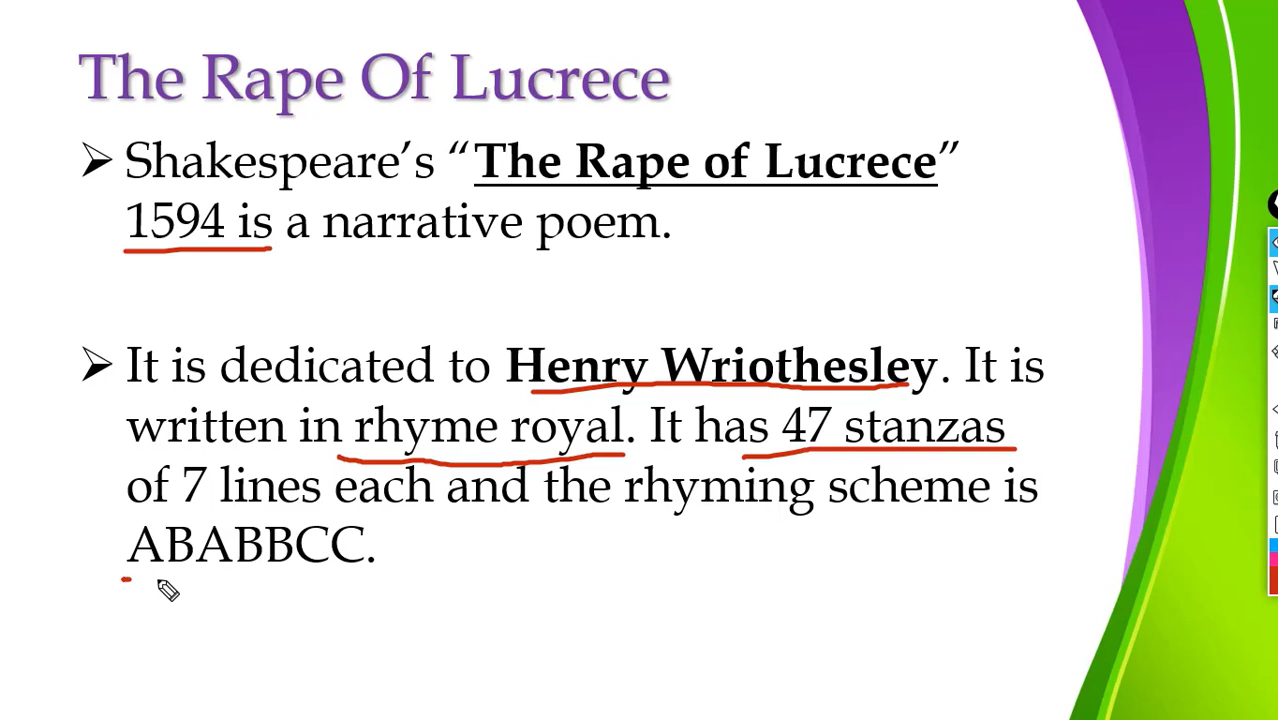 The Rape Of Lucrece
➢ Shakespeare’s “The Rape of Lucrece”
1594 is a narrative poem.
➢ It is dedicated to Henry Wriothesley. It is
written in rhyme royal. It has 47 stanzas
of 7 lines each and the rhyming scheme is
ABABBCC.